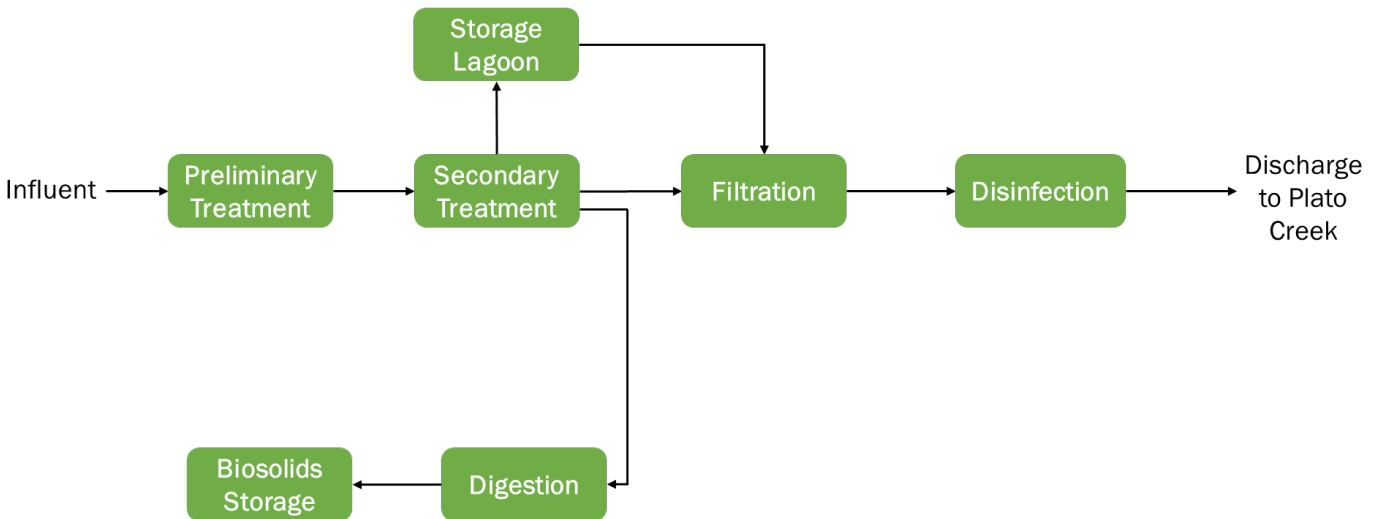 Storage
Lagoon
Influent
Preliminary
Treatment
Secondary
Treatment
Filtration
Disinfection
Discharge
to Plato
Creek
Biosolids
Storage
Digestion